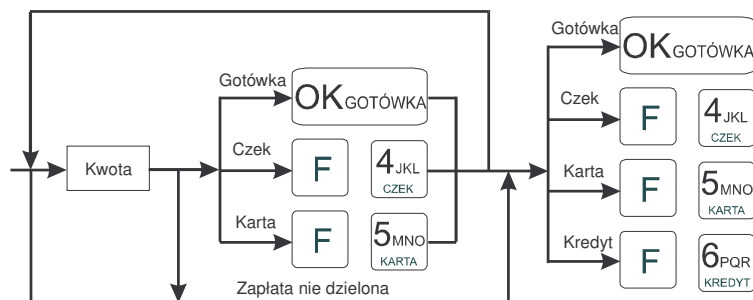 Gotówka
OK GOTÓWKA
Czek
F
4 JKL
CZEK
Kwota
Karta
F
5 MNO
KARTA
Zapłata nie dzielona
Gotówka
OK GOTÓWKA
Czek
F
4 JKL
CZEK
Karta
F
5 MNO
KARTA
Kredyt
F
6 PQR
KREDYT